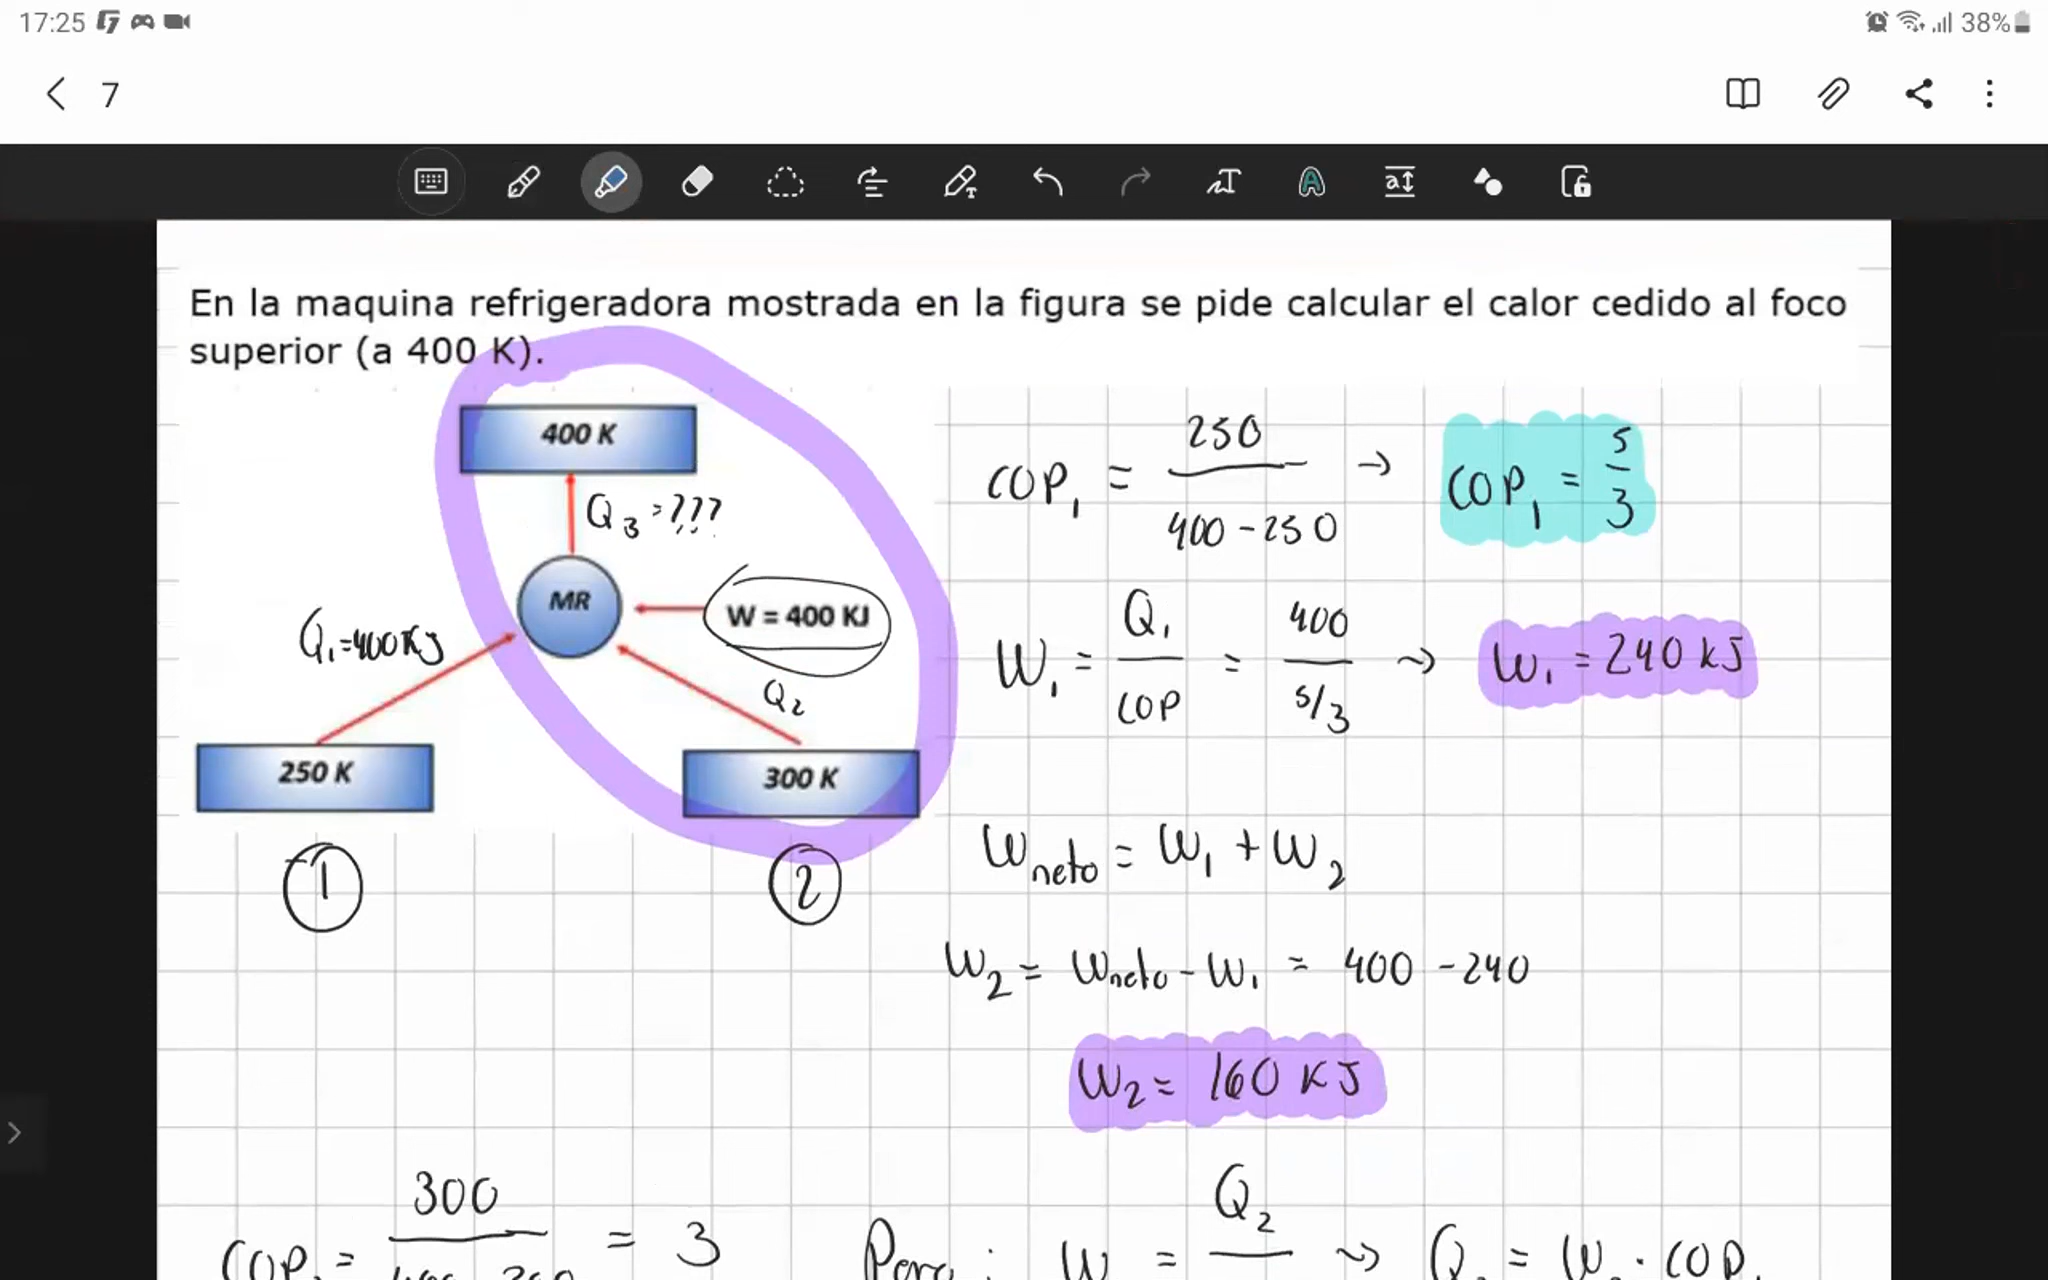 17:25
38%
7
En la maquina refrigeradora mostrada en la figura se pide calcular el calor cedido al foco
superior (a 400 K).
400 K
Q3 = ???
MR
W = 400 KJ
Q1=400KJ
Q2
250 K
300 K
1
2
COP1 = 250 / 400-250 → COP1 = 5/3
W1 = Q1 / COP = 400 / 5/3 → W1 = 240 kJ
Wneto = W1 + W2
W2 = Wneto - W1 = 400 - 240
W2 = 160 KJ
300
= 3
Q2
W = → = · COP